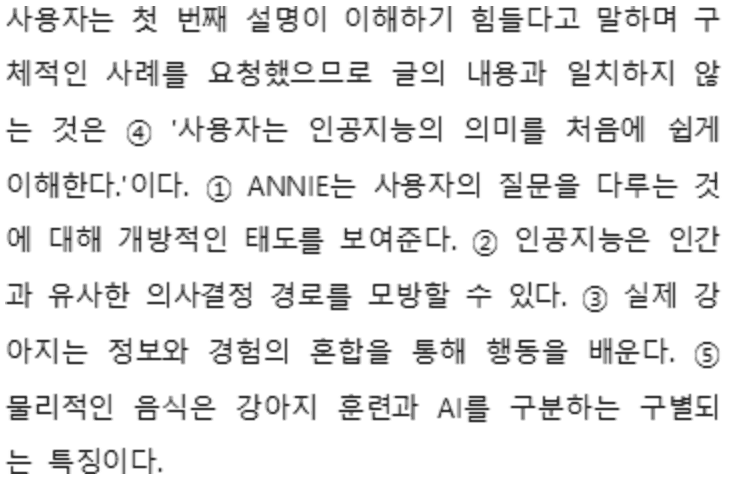 사용자는 첫 번째 설명이 이해하기 힘들다고 말하며 구
체적인 사례를 요청했으므로 글의 내용과 일치하지 않
는 것은 ④ '사용자는 인공지능의 의미를 처음에 쉽게
이해한다.'이다. ① ANNIE는 사용자의 질문을 다루는 것
에 대해 개방적인 태도를 보여준다. ② 인공지능은 인간
과 유사한 의사결정 경로를 모방할 수 있다. ③ 실제 강
아지는 정보와 경험의 혼합을 통해 행동을 배운다. ⑤
물리적인 음식은 강아지 훈련과 AI를 구분하는 구별되
는 특징이다.